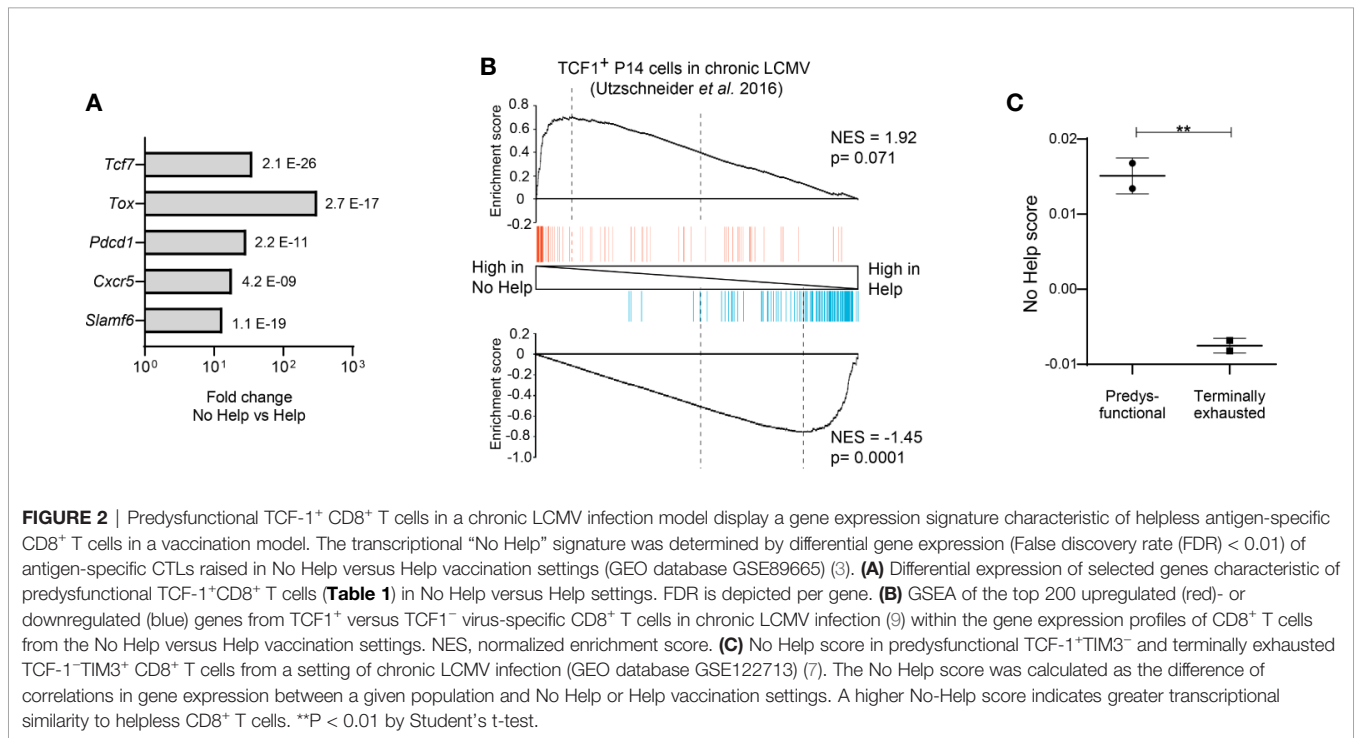 A
Tcf7
2.1 E-26
Tox
2.7 E-17
Pdcd1
2.2 E-11
Cxcr5
4.2 E-09
Slamf6
1.1 E-19
10⁰ 10¹ 10² 10³
Fold change
No Help vs Help
B
TCF1⁺ P14 cells in chronic LCMV
(Utzschneider et al. 2016)
Enrichment score
0.8
0.6
0.4
0.2
0
-0.2
NES = 1.92
p= 0.071
High in
No Help
High in
Help
Enrichment score
0.2
0
-0.2
-0.4
-0.6
-0.8
-1.0
NES = -1.45
p= 0.0001
C
**
No Help score
0.02
0.01
0.00
-0.01
Predys-
functional
Terminally
exhausted
FIGURE 2 | Predysfunctional TCF-1⁺ CD8⁺ T cells in a chronic LCMV infection model display a gene expression signature characteristic of helpless antigen-specific
CD8⁺ T cells in a vaccination model. The transcriptional “No Help” signature was determined by differential gene expression (False discovery rate (FDR) < 0.01) of
antigen-specific CTLs raised in No Help versus Help vaccination settings (GEO database GSE89665) (3). (A) Differential expression of selected genes characteristic of
predysfunctional TCF-1⁺CD8⁺ T cells (Table 1) in No Help versus Help settings. FDR is depicted per gene. (B) GSEA of the top 200 upregulated (red)- or
downregulated (blue) genes from TCF1⁺ versus TCF1⁻ virus-specific CD8⁺ T cells in chronic LCMV infection (9) within the gene expression profiles of CD8⁺ T cells
from the No Help versus Help vaccination settings. NES, normalized enrichment score. (C) No Help score in predysfunctional TCF-1⁺TIM3⁻ and terminally exhausted
TCF-1⁻TIM3⁺ CD8⁺ T cells from a setting of chronic LCMV infection (GEO database GSE122713) (7). The No Help score was calculated as the difference of
correlations in gene expression between a given population and No Help or Help vaccination settings. A higher No-Help score indicates greater transcriptional
similarity to helpless CD8⁺ T cells. **P < 0.01 by Student’s t-test.